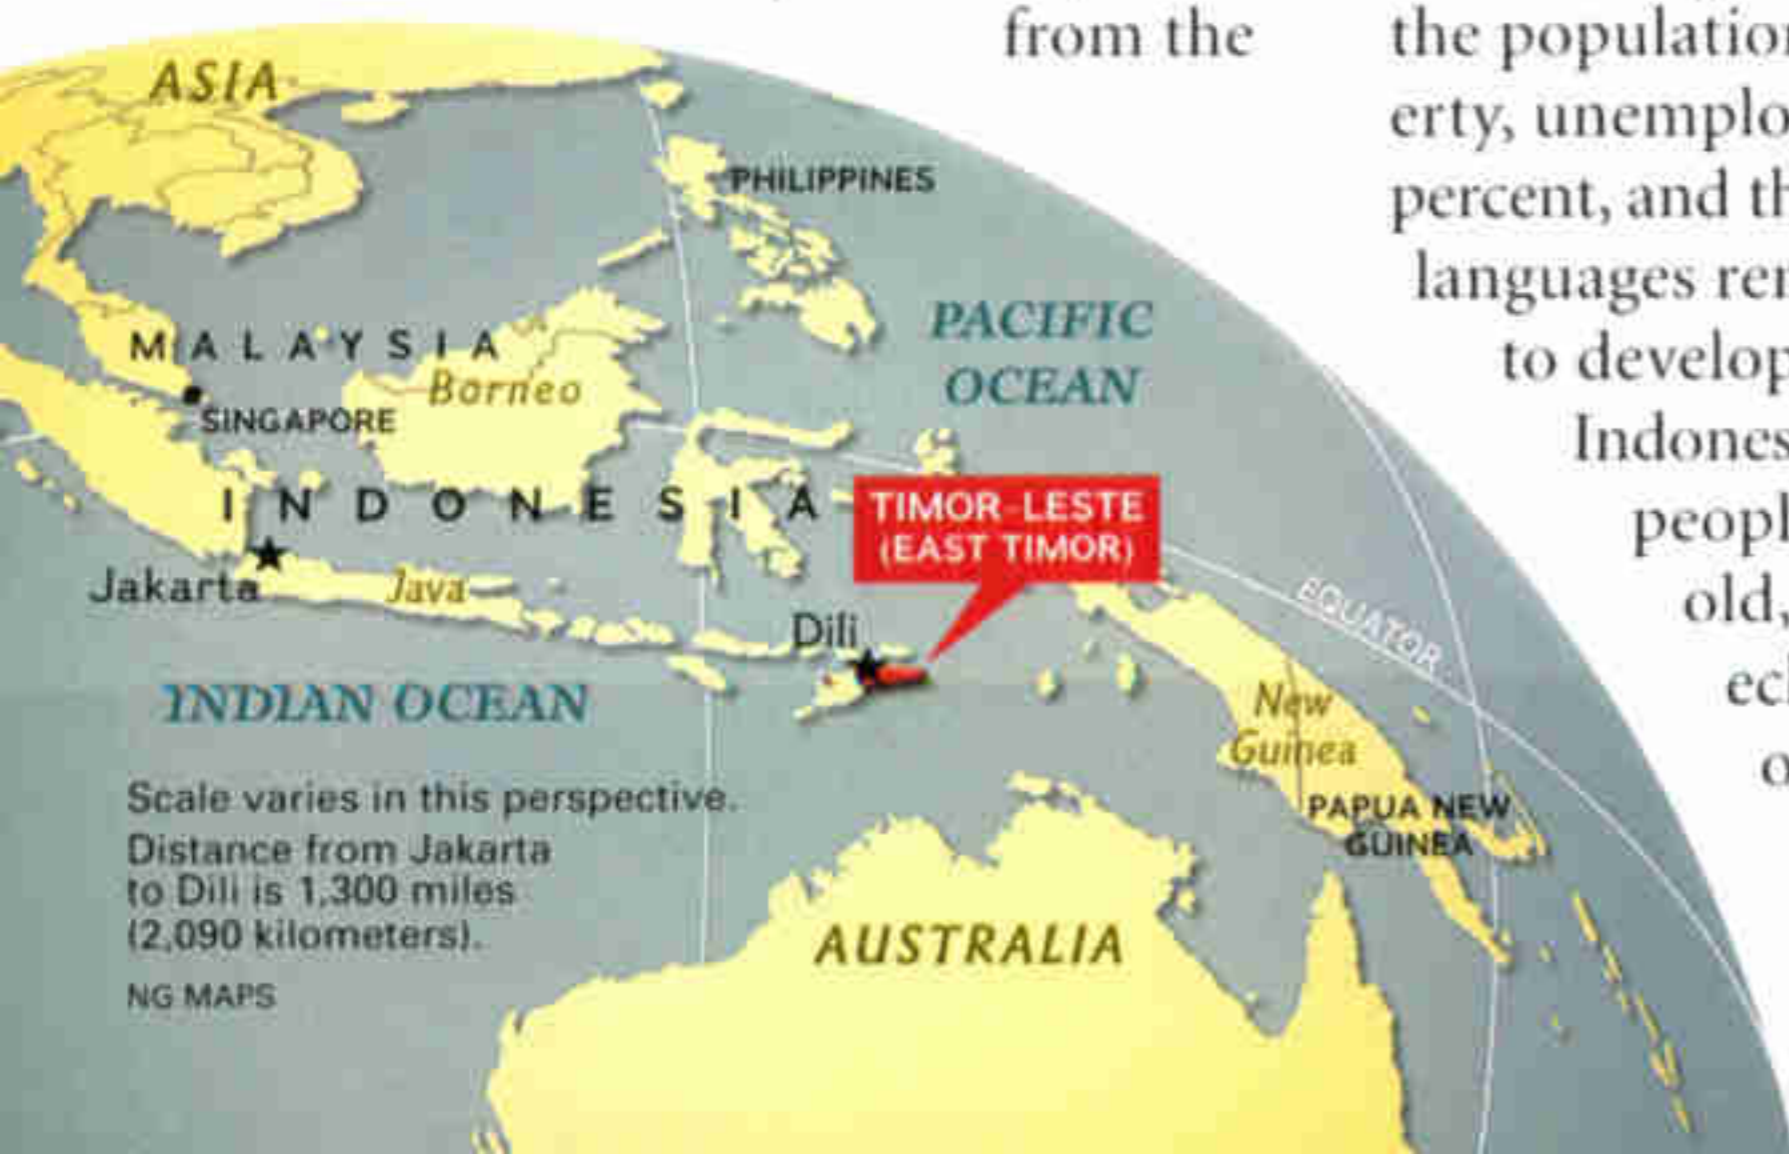 from the
the population
erty, unemplo
percent, and th
languages rem
to develop
Indones
peopl
old,
ecl
o
ASIA
PHILIPPINES
PACIFIC
OCEAN
MALAYSIA
Borneo
SINGAPORE
INDONESIA
TIMOR-LESTE
(EAST TIMOR)
Jakarta
Java
Dili
EQUATOR
INDIAN OCEAN
New
Guinea
PAPUA NEW
GUINEA
Scale varies in this perspective.
Distance from Jakarta
to Dili is 1,300 miles
(2,090 kilometers).
AUSTRALIA
NG MAPS